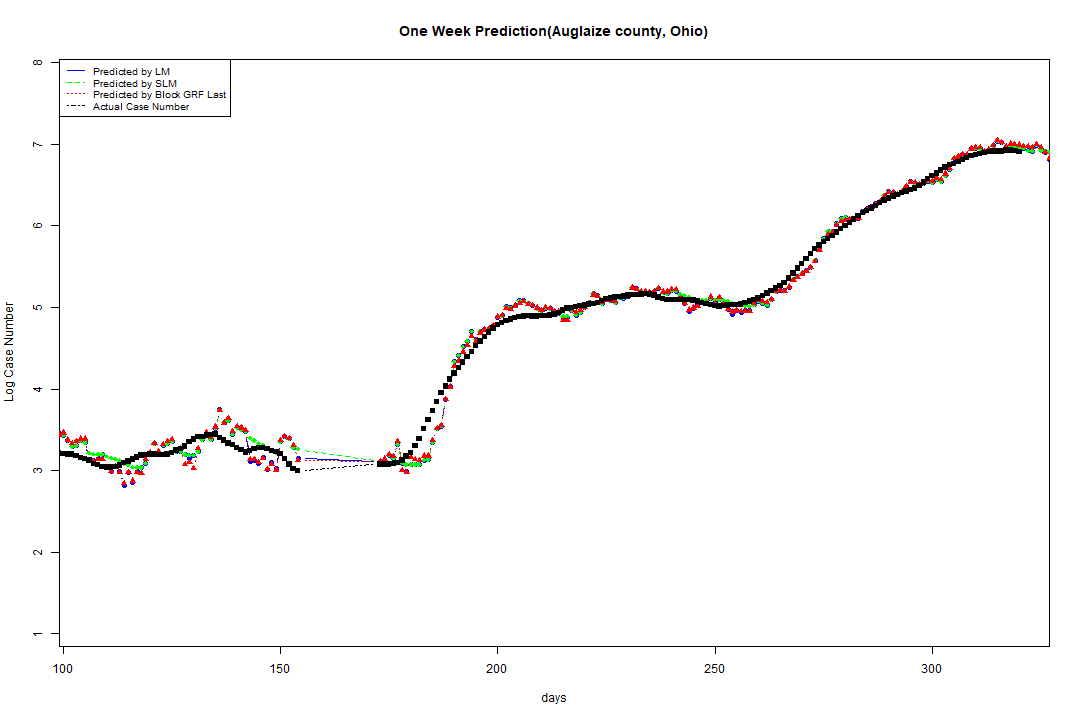 One Week Prediction(Auglaize county, Ohio)
8
Predicted by LM
Predicted by SLM
Predicted by Block GRF Last
Actual Case Number
7
6
5
4
3
2
1
Log Case Number
100 150 200 250 300
days